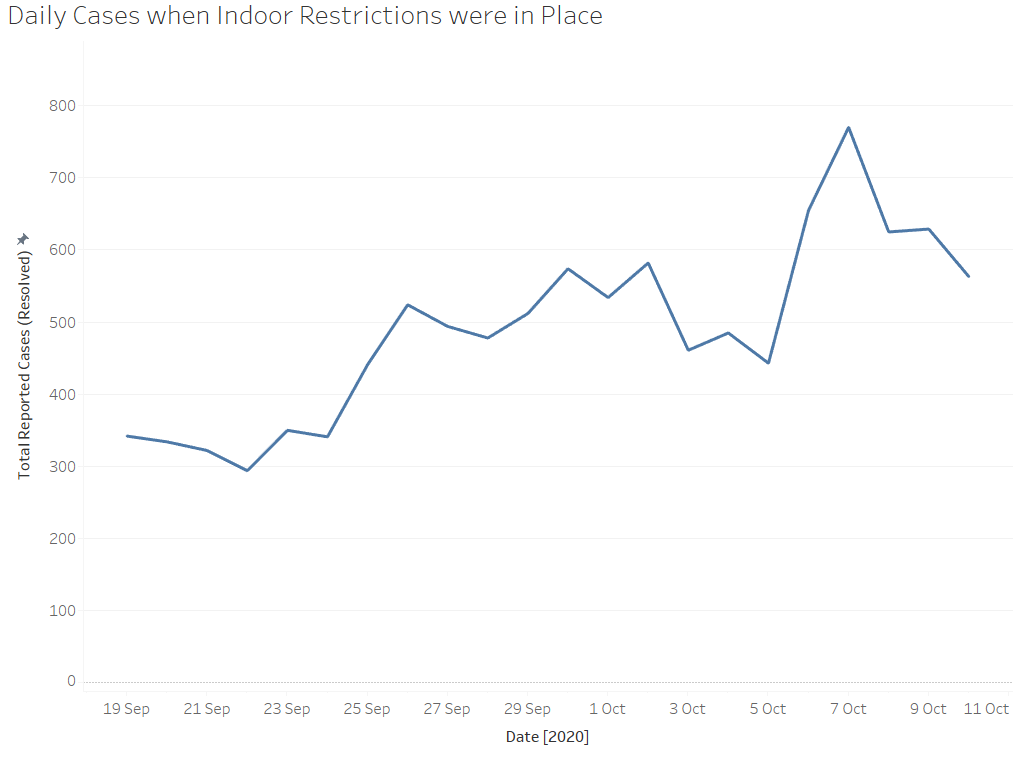 Daily Cases when Indoor Restrictions were in Place
Total Reported Cases (Resolved)
800
700
600
500
400
300
200
100
0
19 Sep 21 Sep 23 Sep 25 Sep 27 Sep 29 Sep 1 Oct 3 Oct 5 Oct 7 Oct 9 Oct 11 Oct
Date [2020]